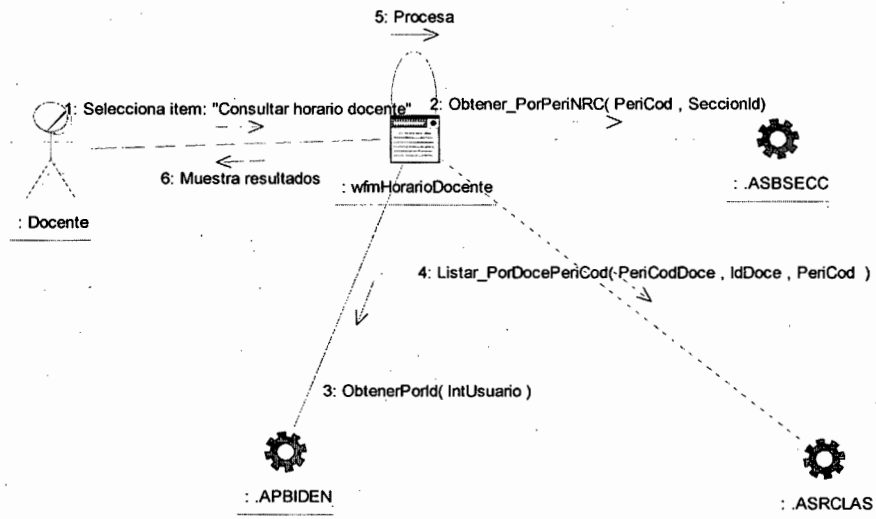 5: Procesa
1: Selecciona item: "Consultar horario docente"
2: Obtener_PorPeriNRC( PeriCod , SeccionId)
6: Muestra resultados
: wfmHorarioDocente
: .ASBSECC
: Docente
4: Listar_PorDocePeriCod( PeriCodDoce , IdDoce , PeriCod )
3: ObtenerPorId( IntUsuario )
: .APBIDEN
: .ASRCLAS